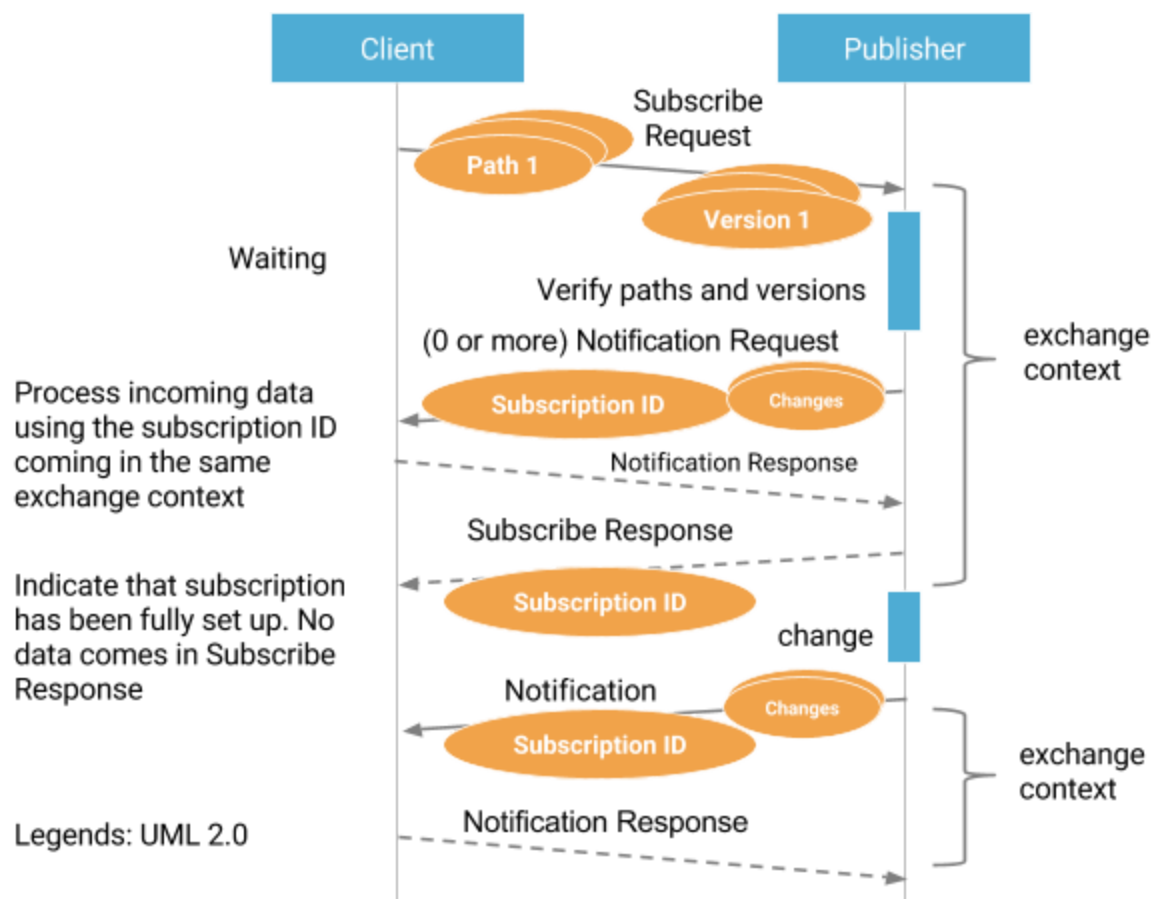 Client
Publisher
Subscribe
Request
Path 1
Version 1
Waiting
Verify paths and versions
exchange
context
(0 or more) Notification Request
Process incoming data
using the subscription ID
coming in the same
exchange context
Subscription ID
Changes
Notification Response
Subscribe Response
Indicate that subscription
has been fully set up. No
data comes in Subscribe
Response
Subscription ID
change
Notification
Changes
Subscription ID
exchange
context
Notification Response
Legends: UML 2.0